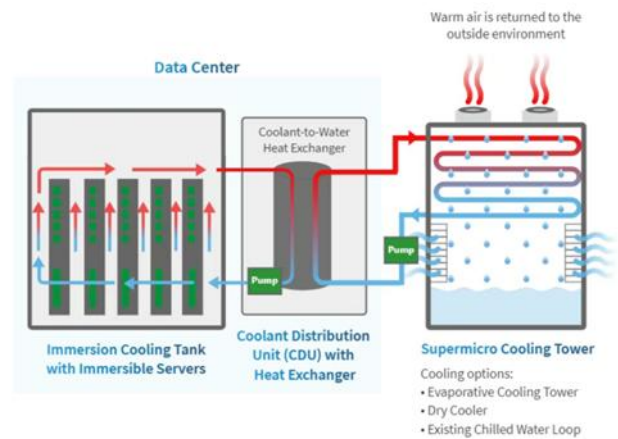 Warm air is returned to the
outside environment
Data Center
Coolant-to-Water
Heat Exchanger
Pump
Pump
Immersion Cooling Tank
with Immersible Servers
Coolant Distribution
Unit (CDU) with
Heat Exchanger
Supermicro Cooling Tower
Cooling options:
• Evaporative Cooling Tower
• Dry Cooler
• Existing Chilled Water Loop